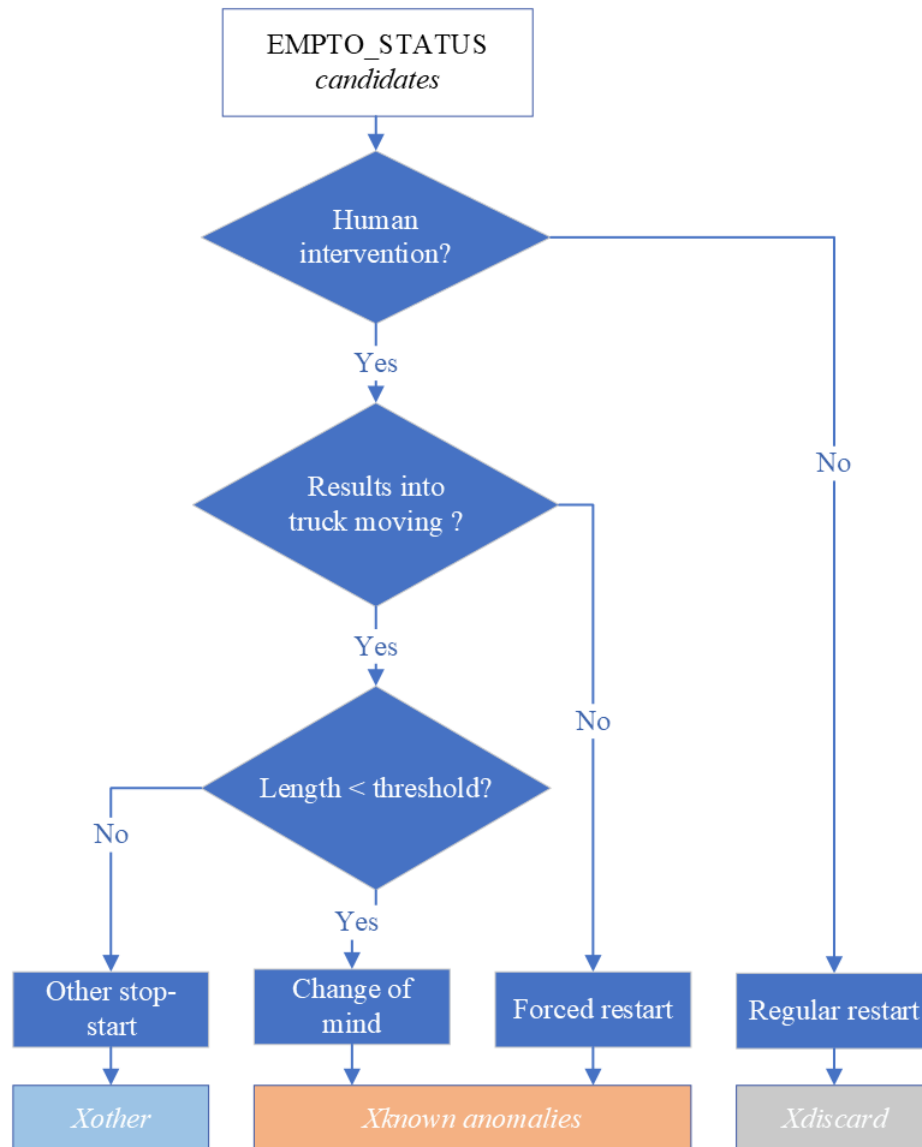 EMPTO_STATUS
candidates
Human
intervention?
Yes
No
Results into
truck moving ?
Yes
No
Length < threshold?
No
Yes
Other stop-
start
Change of
mind
Forced restart
Regular restart
Xother
Xknown anomalies
Xdiscard